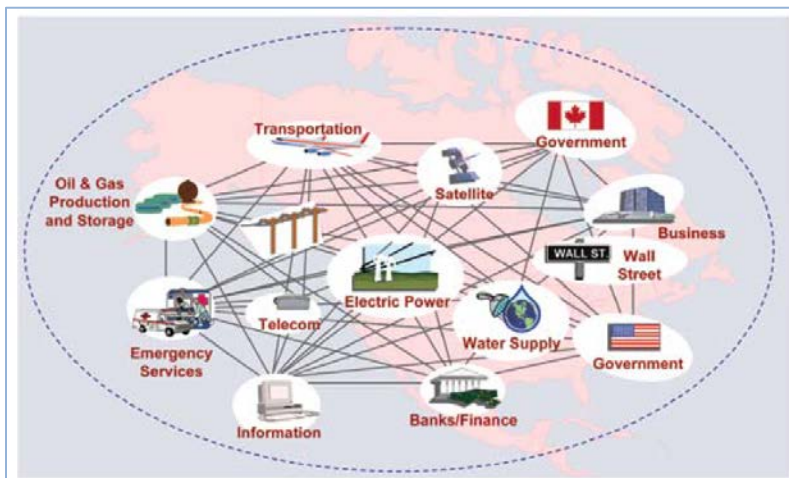 Transportation
Government
Oil & Gas
Production
and Storage
Satellite
Business
WALL ST.
Wall
Street
Electric Power
Telecom
Water Supply
Emergency
Services
Government
Information
Banks/Finance